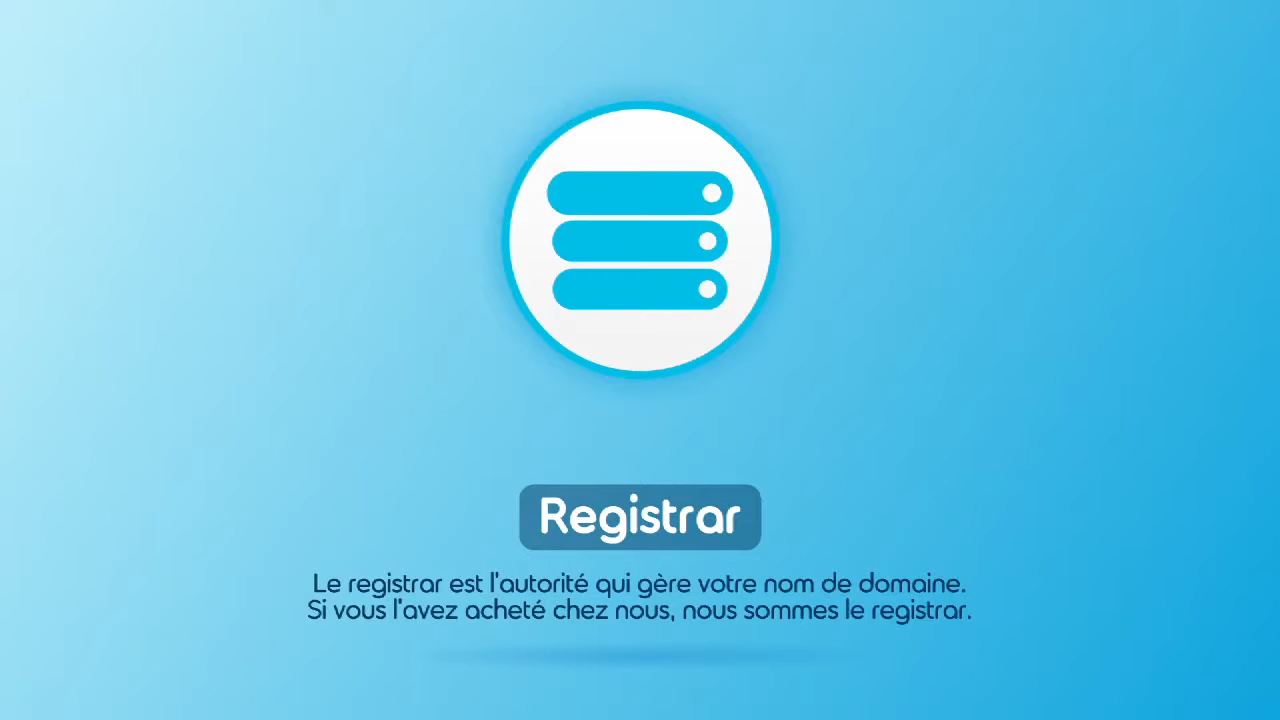 Registrar
Le registrar est l'autorité qui gère votre nom de domaine.
Si vous l'avez acheté chez nous, nous sommes le registrar.